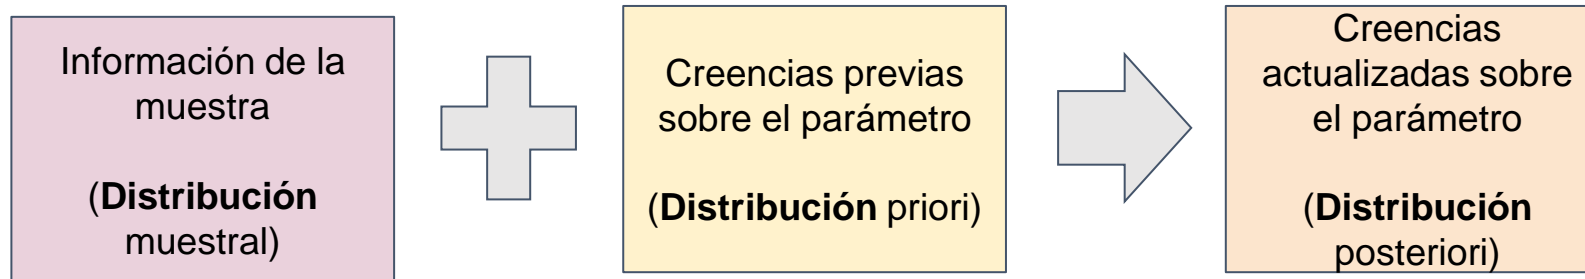 Información de la
muestra
(Distribución
muestral)
Creencias previas
sobre el parámetro
(Distribución priori)
Creencias
actualizadas sobre
el parámetro
(Distribución
posteriori)